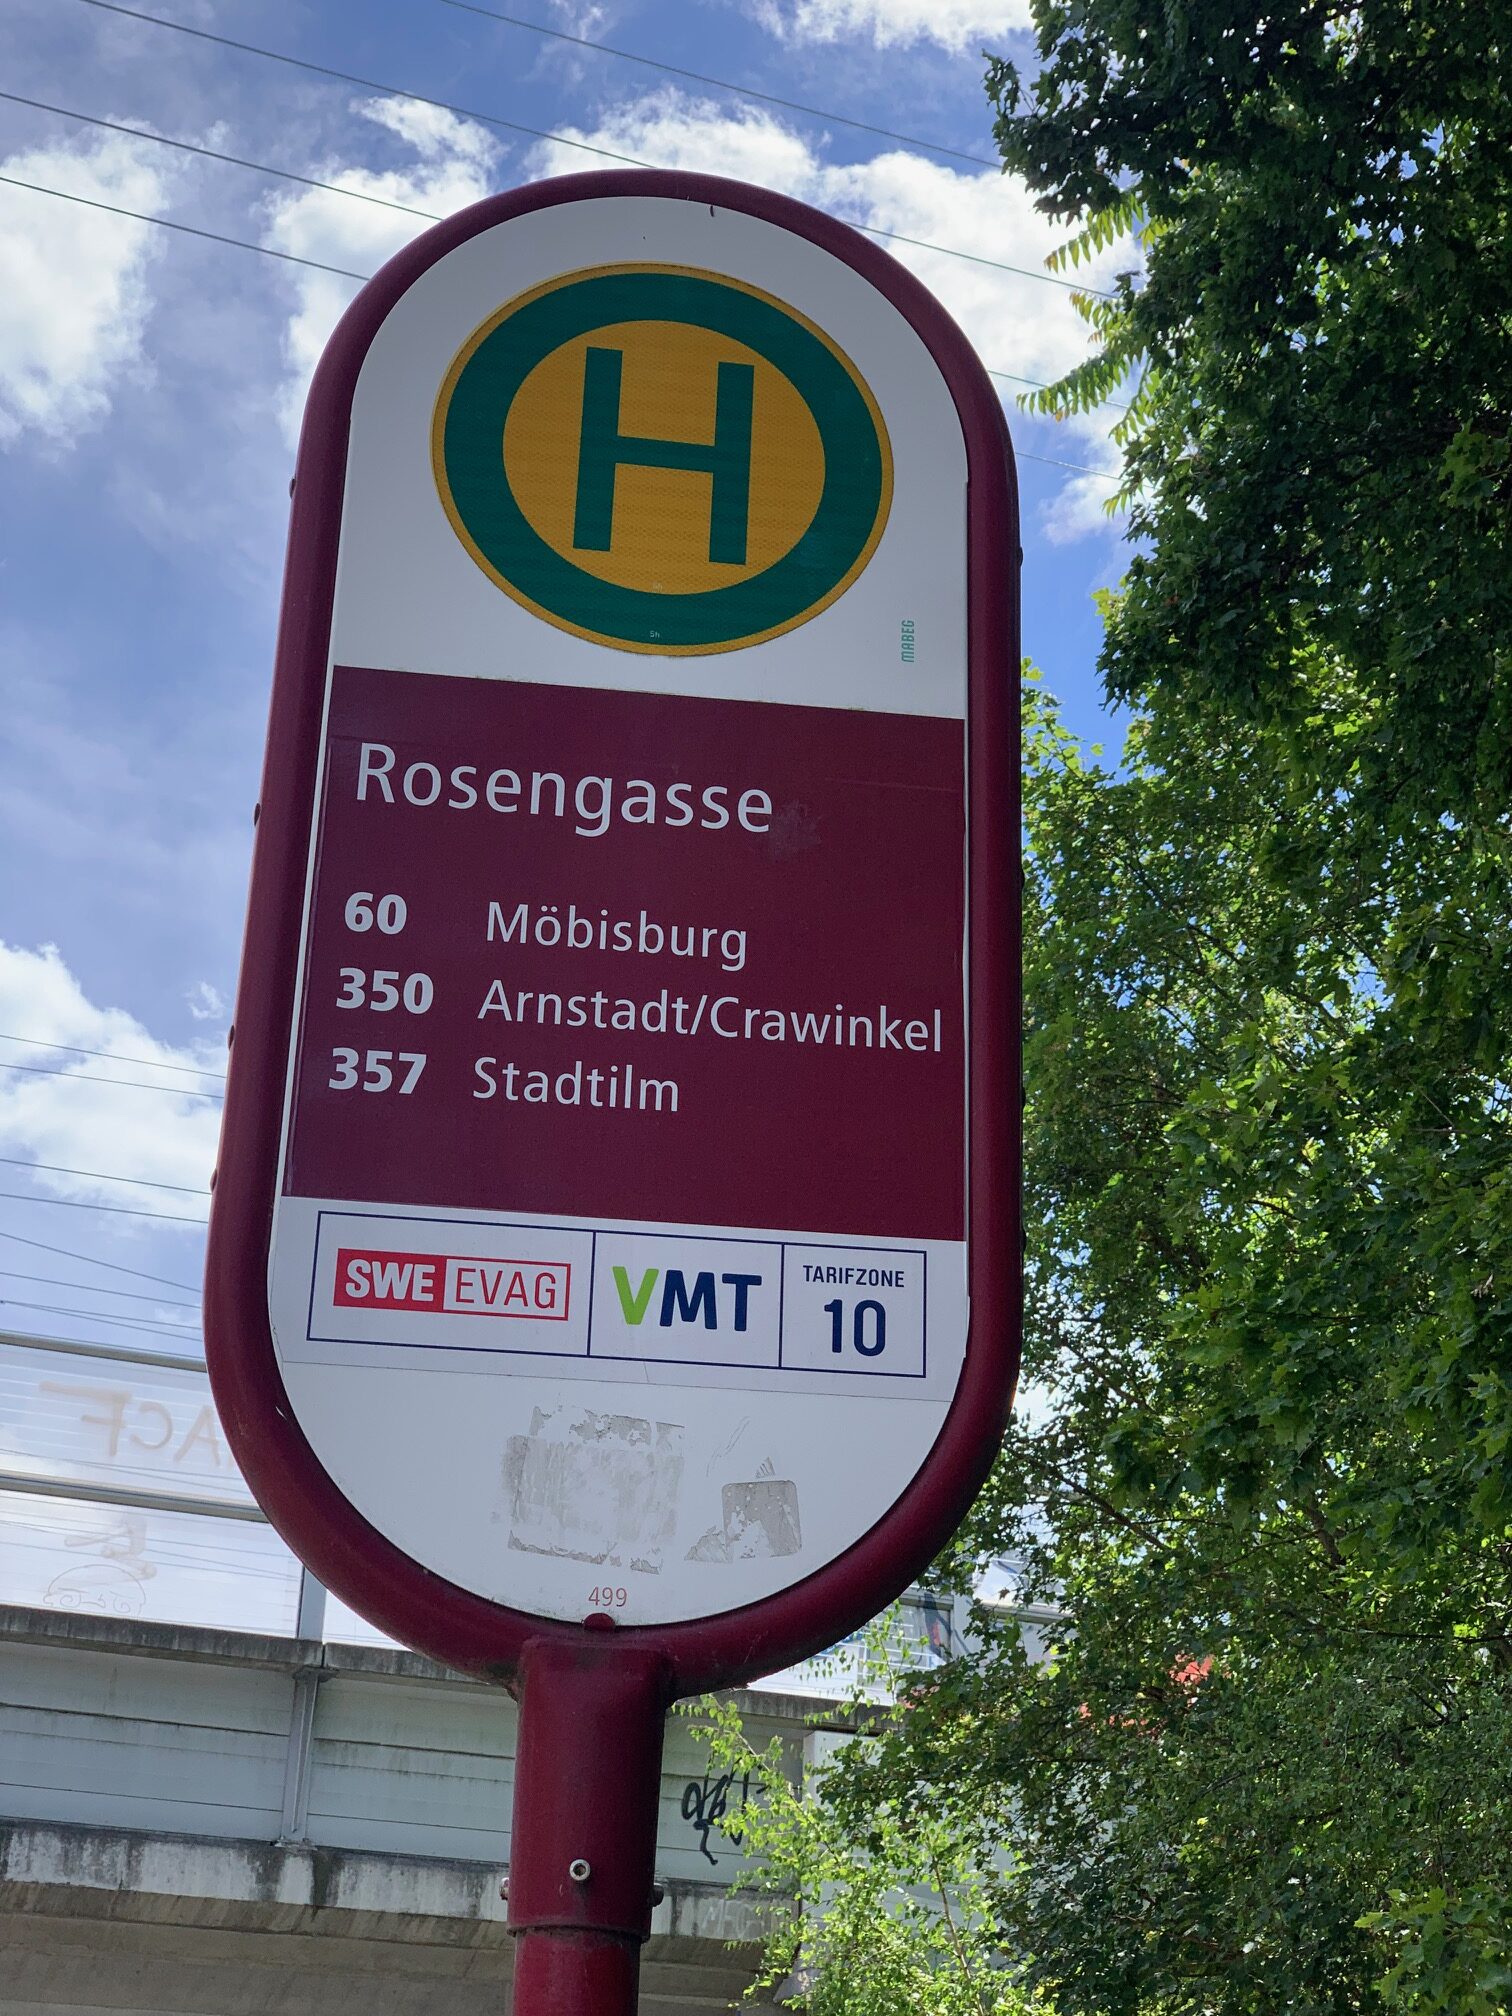 H
MABEG
Rosengasse
60 Möbisburg
350 Arnstadt/Crawinkel
357 Stadtilm
SWE EVAG
VMT
TARIFZONE
10
499